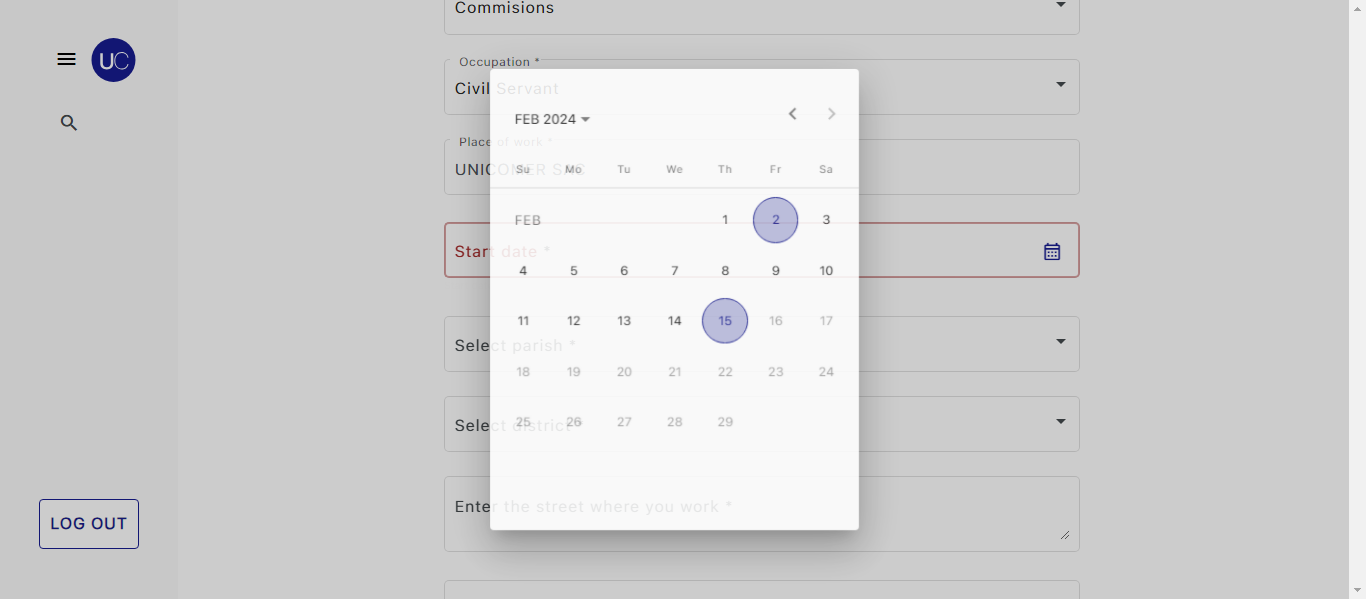 Commisions
UC
Occupation *
Civil Servant
FEB 2024
Place of work *
UNICOMER SAC
Su Mo Tu We Th Fr Sa
FEB 1 2 3
Start date *
4 5 6 7 8 9 10
11 12 13 14 15 16 17
Select parish *
18 19 20 21 22 23 24
25 26 27 28 29
Select district *
Enter the street where you work *
LOG OUT